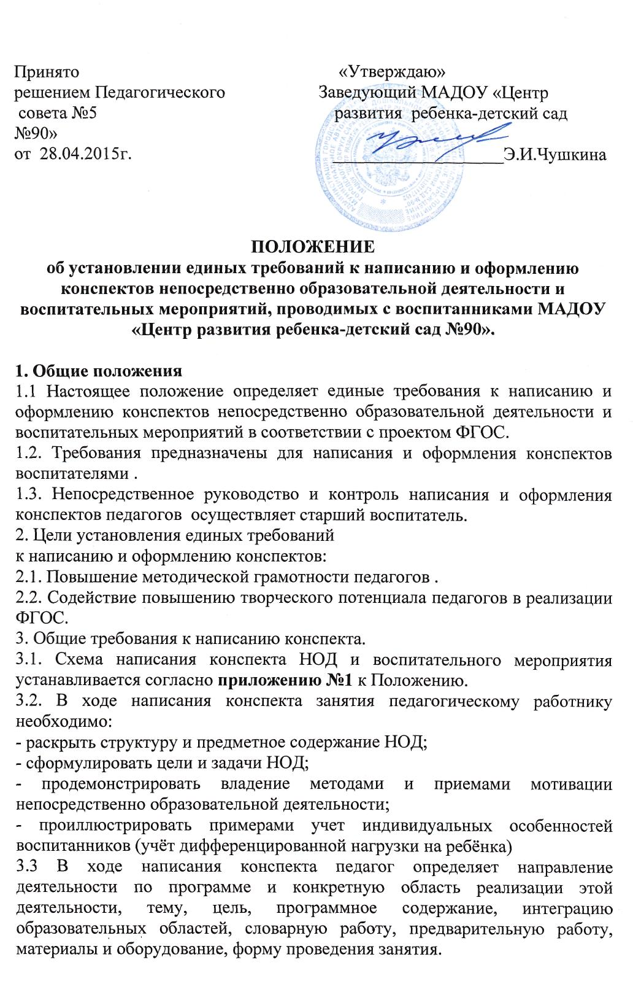 Принято «Утверждаю»
решением Педагогического Заведующий МАДОУ «Центр
совета №5 развития ребенка-детский сад
№90»
от 28.04.2015г. ____________________Э.И.Чушкина
ПОЛОЖЕНИЕ
об установлении единых требований к написанию и оформлению
конспектов непосредственно образовательной деятельности и
воспитательных мероприятий, проводимых с воспитанниками МАДОУ
«Центр развития ребенка-детский сад №90».
1. Общие положения
1.1 Настоящее положение определяет единые требования к написанию и
оформлению конспектов непосредственно образовательной деятельности и
воспитательных мероприятий в соответствии с проектом ФГОС.
1.2. Требования предназначены для написания и оформления конспектов
воспитателями .
1.3. Непосредственное руководство и контроль написания и оформления
конспектов педагогов осуществляет старший воспитатель.
2. Цели установления единых требований
к написанию и оформлению конспектов:
2.1. Повышение методической грамотности педагогов .
2.2. Содействие повышению творческого потенциала педагогов в реализации
ФГОС.
3. Общие требования к написанию конспекта.
3.1. Схема написания конспекта НОД и воспитательного мероприятия
устанавливается согласно приложению №1 к Положению.
3.2. В ходе написания конспекта занятия педагогическому работнику
необходимо:
- раскрыть структуру и предметное содержание НОД;
- сформулировать цели и задачи НОД;
- продемонстрировать владение методами и приемами мотивации
непосредственно образовательной деятельности;
- проиллюстрировать примерами учет индивидуальных особенностей
воспитанников (учёт дифференцированной нагрузки на ребёнка)
3.3 В ходе написания конспекта педагог определяет направление
деятельности по программе и конкретную область реализации этой
деятельности, тему, цель, программное содержание, интеграцию
образовательных областей, словарную работу, предварительную работу,
материалы и оборудование, форму проведения занятия.